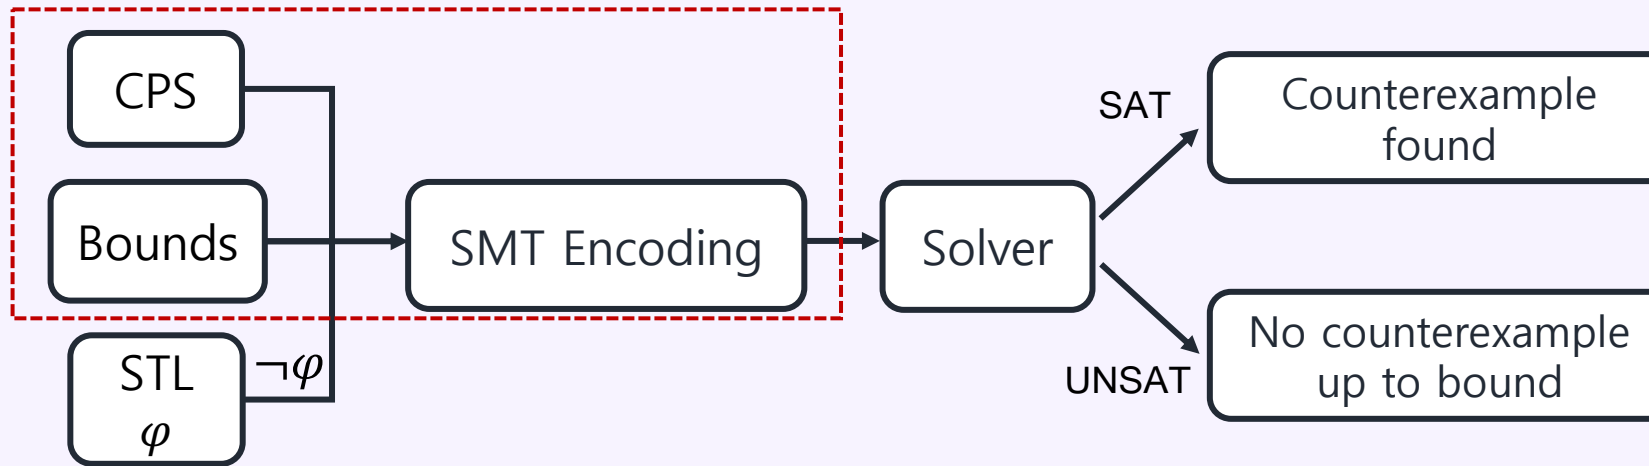 CPS
Bounds
STL
φ
¬φ
SMT Encoding
Solver
SAT
UNSAT
Counterexample
found
No counterexample
up to bound